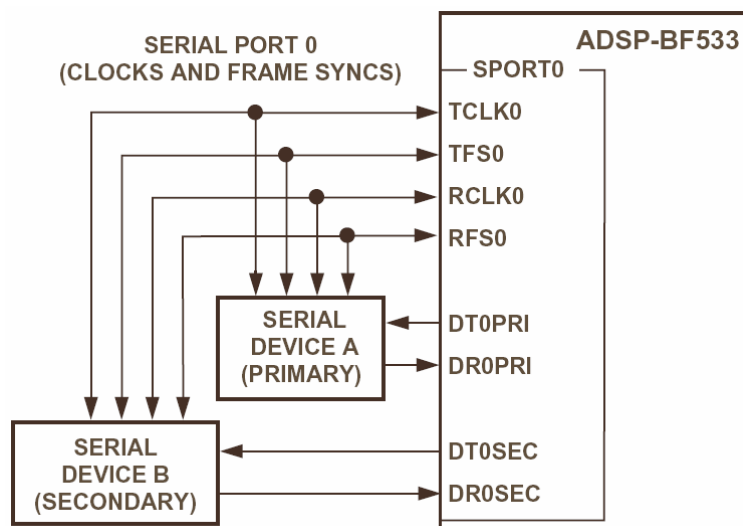 SERIAL PORT 0
(CLOCKS AND FRAME SYNCS)
ADSP-BF533
SPORT0
TCLK0
TFS0
RCLK0
RFS0
SERIAL
DEVICE A
(PRIMARY)
DT0PRI
DR0PRI
SERIAL
DEVICE B
(SECONDARY)
DT0SEC
DR0SEC